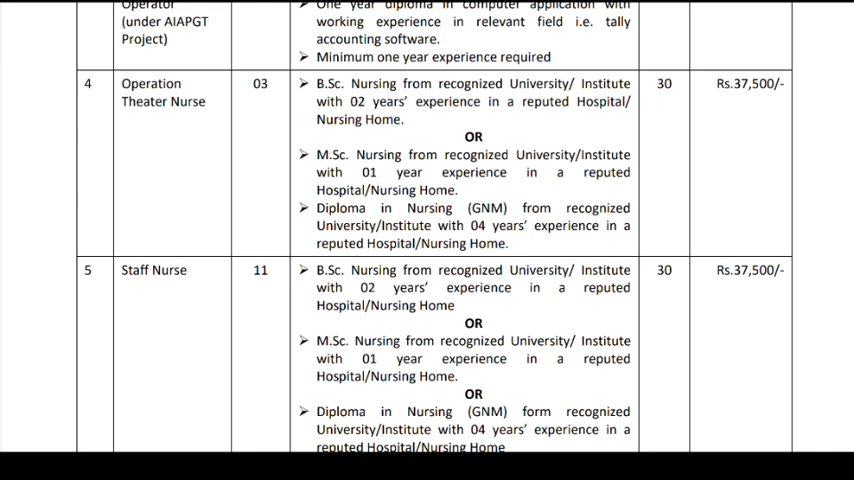 Operator
(under AIAPGT
Project)
➢ One year diploma in computer application with
working experience in relevant field i.e. tally
accounting software.
➢ Minimum one year experience required
4
Operation
Theater Nurse
03
➢ B.Sc. Nursing from recognized University/ Institute
with 02 years’ experience in a reputed Hospital/
Nursing Home.
OR
➢ M.Sc. Nursing from recognized University/Institute
with 01 year experience in a reputed
Hospital/Nursing Home.
➢ Diploma in Nursing (GNM) from recognized
University/Institute with 04 years’ experience in a
reputed Hospital/Nursing Home.
30
Rs.37,500/-
5
Staff Nurse
11
➢ B.Sc. Nursing from recognized University/ Institute
with 02 years’ experience in a reputed
Hospital/Nursing Home
OR
➢ M.Sc. Nursing from recognized University/ Institute
with 01 year experience in a reputed
Hospital/Nursing Home.
OR
➢ Diploma in Nursing (GNM) form recognized
University/Institute with 04 years’ experience in a
reputed Hospital/Nursing Home
30
Rs.37,500/-